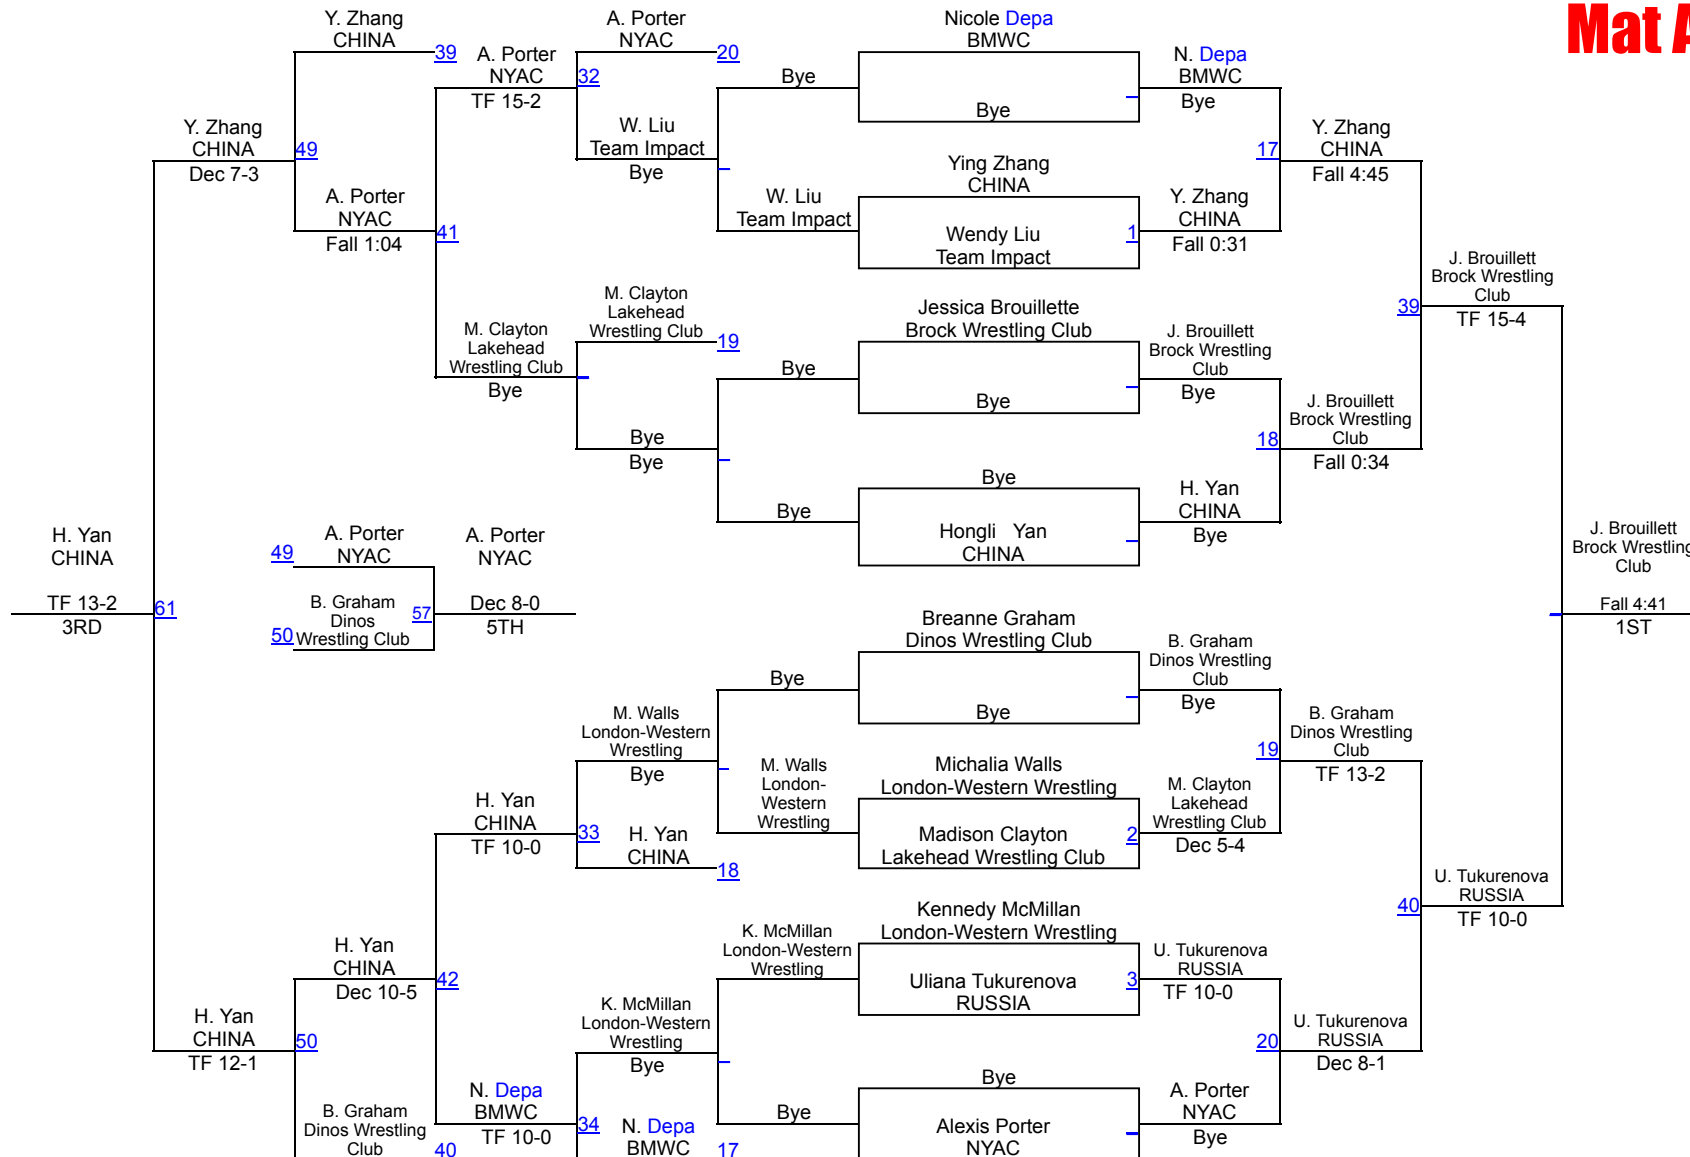 Mat A
Y. Zhang
CHINA
39
A. Porter
NYAC
TF 15-2
32
A. Porter
NYAC
20
W. Liu
Team Impact
Bye
Bye
W. Liu
Team Impact
Nicole Depa
BMWC
Bye
N. Depa
BMWC
Bye
Ying Zhang
CHINA
Wendy Liu
Team Impact
1
Y. Zhang
CHINA
Fall 0:31
17
Y. Zhang
CHINA
Fall 4:45
Y. Zhang
CHINA
Dec 7-3
49
A. Porter
NYAC
Fall 1:04
41
M. Clayton
Lakehead
Wrestling Club
Bye
M. Clayton
Lakehead
Wrestling Club
19
Bye
Bye
Bye
Bye
Jessica Brouillette
Brock Wrestling Club
Bye
J. Brouillett
Brock Wrestling
Club
Bye
Bye
Hongli Yan
CHINA
H. Yan
CHINA
Bye
18
J. Brouillett
Brock Wrestling
Club
Fall 0:34
39
J. Brouillett
Brock Wrestling
Club
TF 15-4
H. Yan
CHINA
TF 13-2
3RD
61
49
A. Porter
NYAC
50
B. Graham
Dinos
Wrestling Club
57
A. Porter
NYAC
Dec 8-0
5TH
J. Brouillett
Brock Wrestling
Club
Fall 4:41
1ST
Breanne Graham
Dinos Wrestling Club
Bye
B. Graham
Dinos Wrestling
Club
Bye
Bye
M. Walls
London-Western
Wrestling
Bye
M. Walls
London-
Western
Wrestling
Michalia Walls
London-Western Wrestling
Madison Clayton
Lakehead Wrestling Club
2
M. Clayton
Lakehead
Wrestling Club
Dec 5-4
19
B. Graham
Dinos Wrestling
Club
TF 13-2
H. Yan
CHINA
TF 10-0
33
H. Yan
CHINA
18
Kennedy McMillan
London-Western Wrestling
Uliana Tukurenova
RUSSIA
3
U. Tukurenova
RUSSIA
TF 10-0
K. McMillan
London-Western
Wrestling
40
U. Tukurenova
RUSSIA
TF 10-0
H. Yan
CHINA
Dec 10-5
42
K. McMillan
London-Western
Wrestling
Bye
H. Yan
CHINA
TF 12-1
50
20
U. Tukurenova
RUSSIA
Dec 8-1
Bye
Alexis Porter
NYAC
A. Porter
NYAC
Bye
Bye
N. Depa
BMWC
TF 10-0
34
N. Depa
BMWC
17
B. Graham
Dinos Wrestling
Club
40